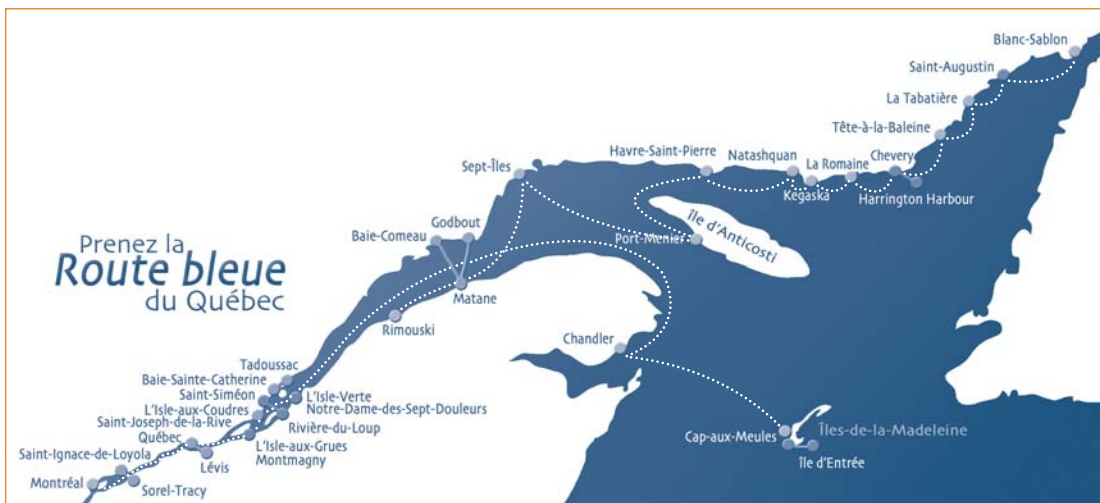 Prenez la
Route bleue
du Québec
Blanc-Sablon
Saint-Augustin
La Tabatière
Tête-à-la-Baleine
Chevery
Harrington Harbour
La Romaine
Kegaska
Natashquan
Havre-Saint-Pierre
Sept-Îles
Port-Menier
Île d'Anticosti
Godbout
Baie-Comeau
Matane
Rimouski
Chandler
Tadoussac
Baie-Sainte-Catherine
Saint-Siméon
L'Isle-Verte
Notre-Dame-des-Sept-Douleurs
L'Isle-aux-Coudres
Rivière-du-Loup
Saint-Joseph-de-la-Rive
Québec
L'Isle-aux-Grues
Montmagny
Lévis
Saint-Ignace-de-Loyola
Montréal
Sorel-Tracy
Cap-aux-Meules
Îles-de-la-Madeleine
Île d'Entrée